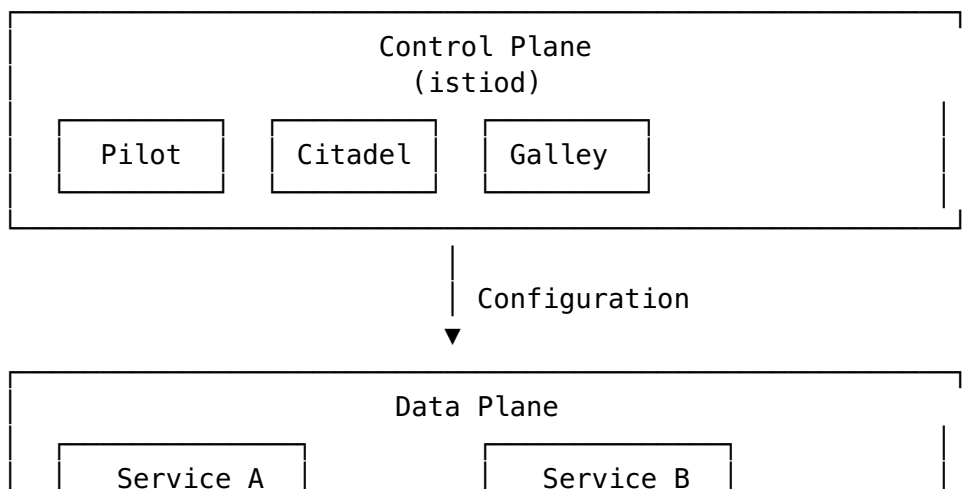 Control Plane
(istiod)
Pilot Citadel Galley
Configuration
Data Plane
Service A Service B